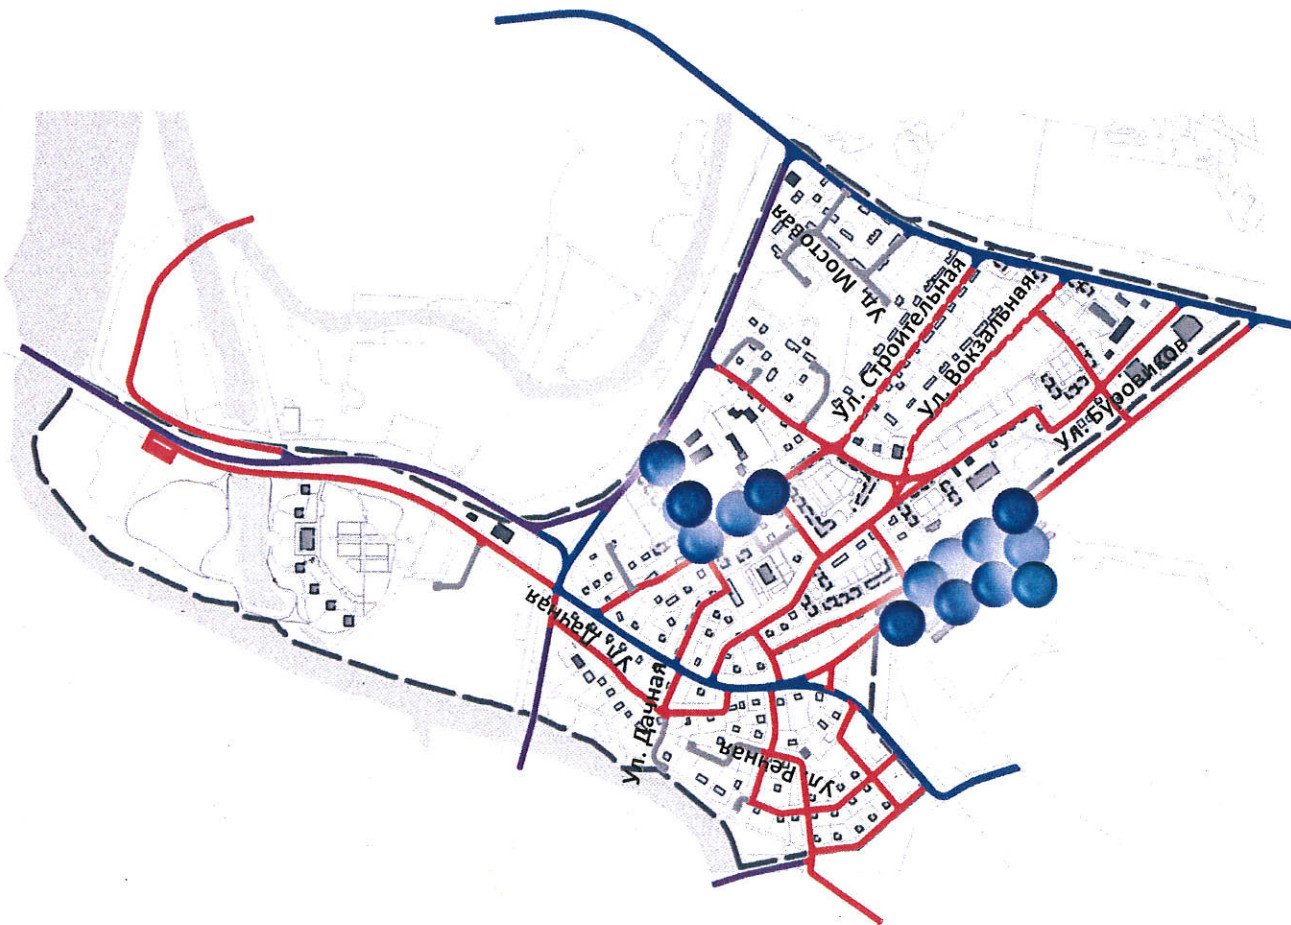 Ул. Мостовая
Ул. Строительная
Ул. Вокзальная
Ул. Буровиков
Ул. Дачная
Ул. Дачная
Ул. Речная